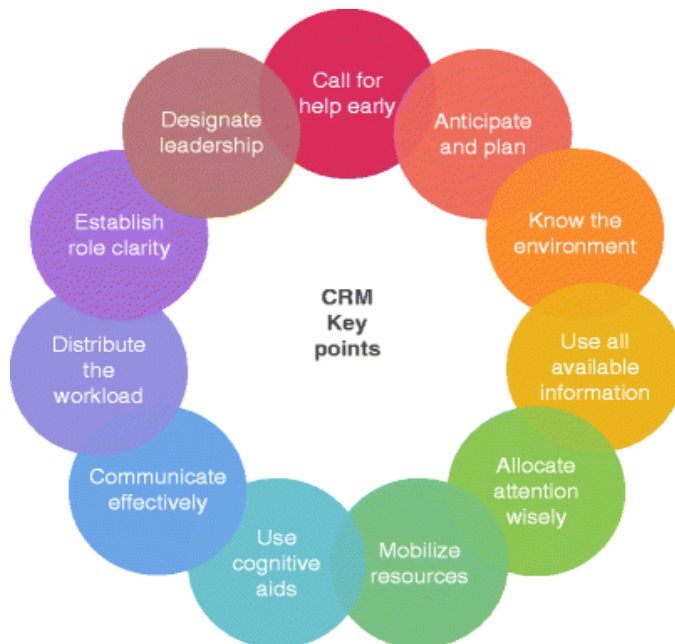 Call for
help early
Anticipate
and plan
Know the
environment
Use all
available
information
Allocate
attention
wisely
Mobilize
resources
Use
cognitive
aids
Communicate
effectively
Distribute
the
workload
Establish
role clarity
Designate
leadership
CRM
Key
points